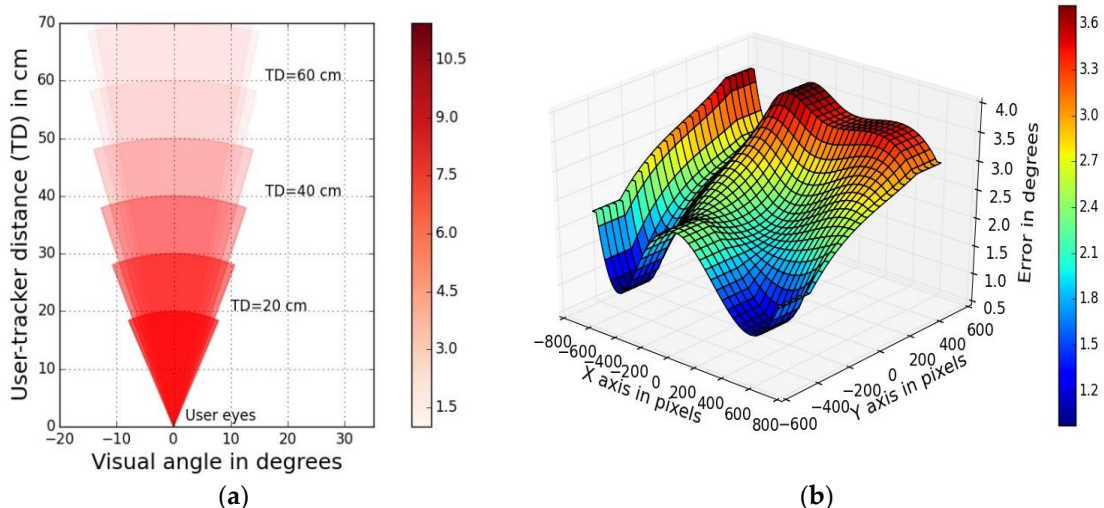 70
60
50
40
30
20
10
0
User-tracker distance (TD) in cm
TD=60 cm
TD=40 cm
TD=20 cm
User eyes
−20 −10 0 10 20 30
Visual angle in degrees
10.5
9.0
7.5
6.0
4.5
3.0
1.5
(a)
4.0
3.5
3.0
2.5
2.0
1.5
1.0
0.5
Error in degrees
−800 −600 −400 −200 0 200 400 600 800
X axis in pixels
−600 −400 −200 0 200 400 600
Y axis in pixels
3.6
3.3
3.0
2.7
2.4
2.1
1.8
1.5
1.2
(b)